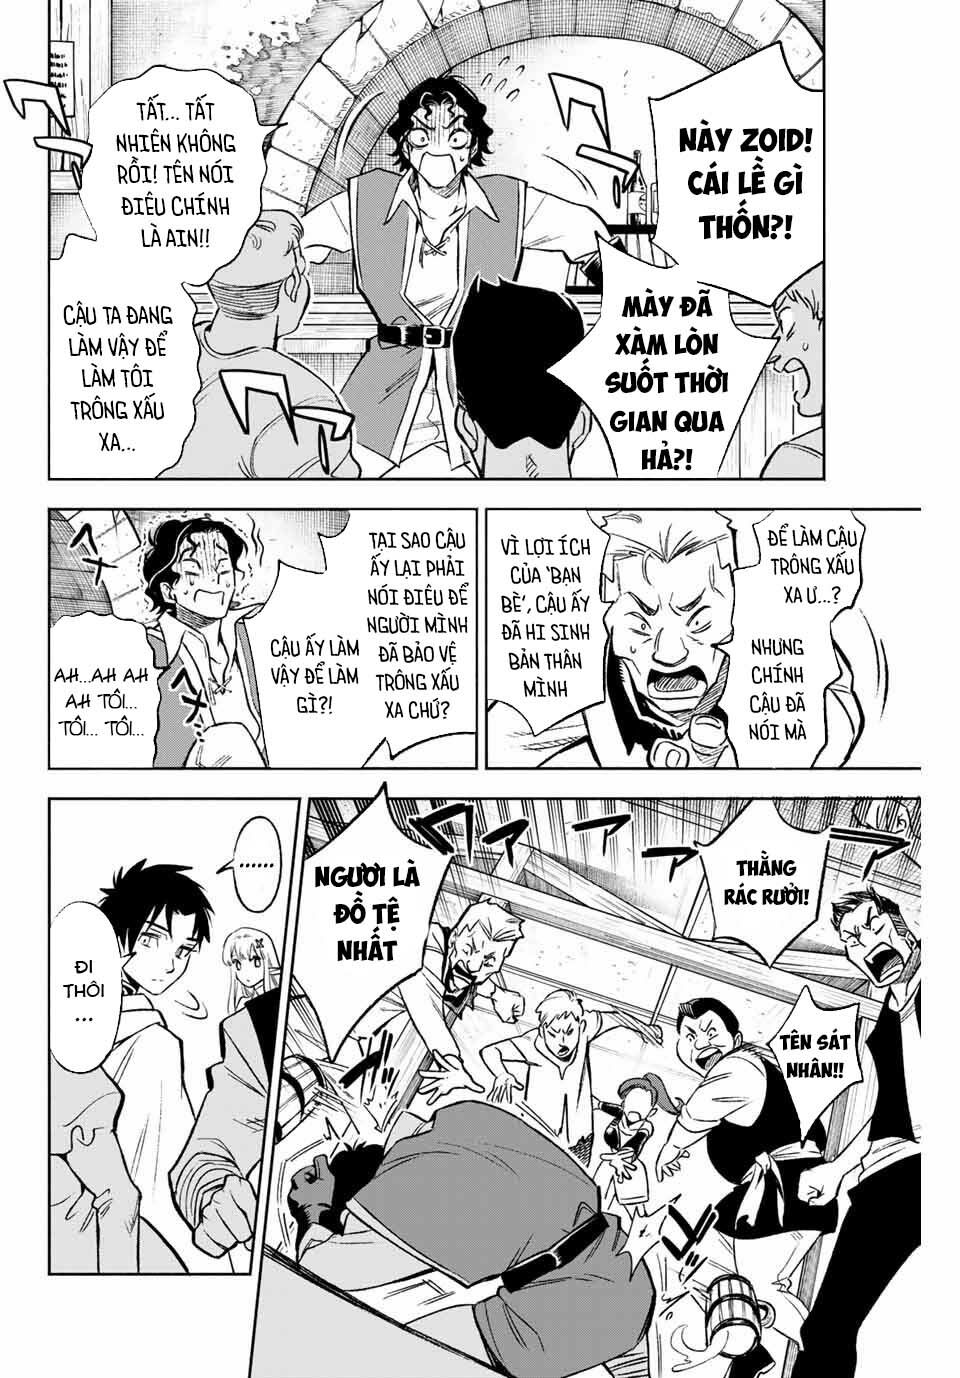 NÀY ZOID!
CÁI LỀ GÌ
THỐN?!
MÀY ĐÃ
XÀM LÒN
SUỐT THỜI
GIAN QUA
HẢ?!
TẤT... TẤT
NHIÊN KHÔNG
RỒI! TÊN NÓI
ĐIÊU CHÍNH
LÀ AIN!!
CẬU TA ĐANG
LÀM VẬY ĐỂ
LÀM TÔI
TRÔNG XẤU
XA...
ĐỂ LÀM CẬU
TRÔNG XẤU
XA Ư...?
NHƯNG
CHÍNH
CẬU ĐÃ
NÓI MÀ
VÌ LỢI ÍCH
CỦA ‘BẠN
BÈ’, CẬU ẤY
ĐÃ HI SINH
BẢN THÂN
MÌNH
TẠI SAO CẬU
ẤY LẠI PHẢI
NÓI ĐIÊU ĐỂ
NGƯỜI MÌNH
ĐÃ BẢO VỆ
TRÔNG XẤU
XA CHỨ?
CẬU ẤY LÀM
VẬY ĐỂ LÀM
GÌ?!
AH...AH AH
AH TÔI...
TÔI... TÔI...
THẰNG
RÁC RƯỞI!
TÊN SÁT
NHÂN!!
NGƯƠI LÀ
ĐỒ TỆ
NHẤT
.......
ĐI
THÔI
...